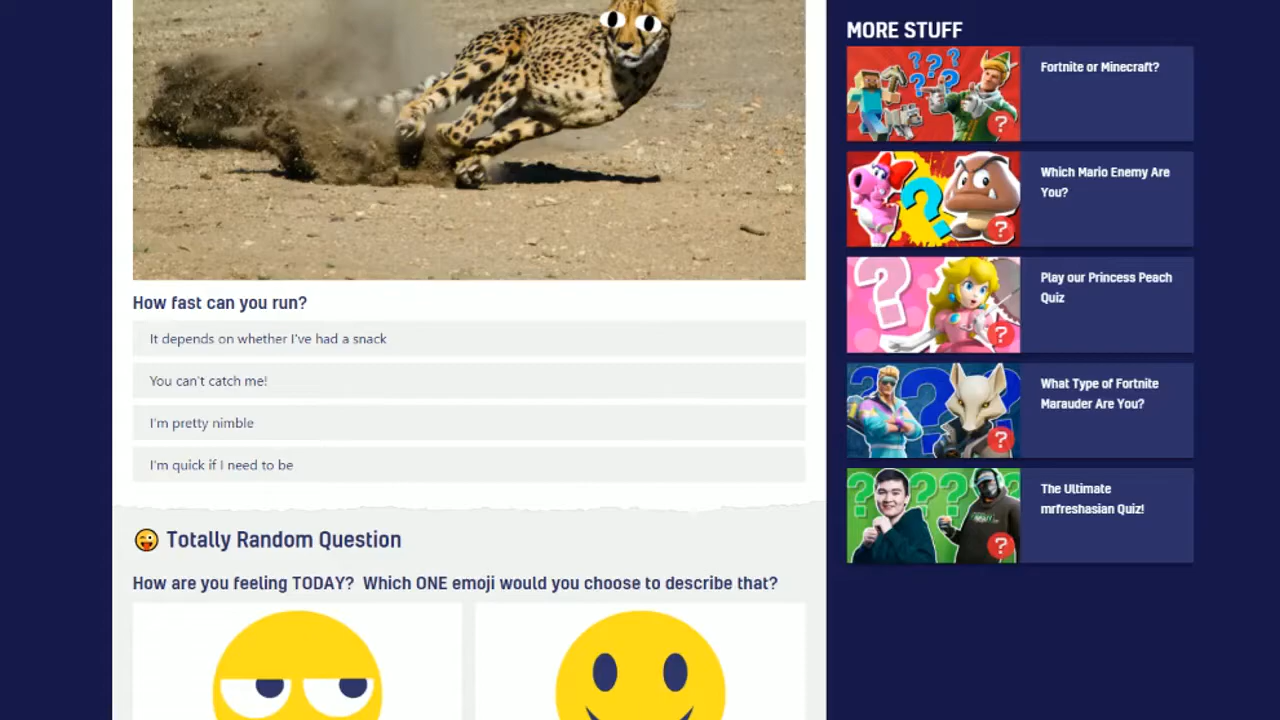 How fast can you run?
It depends on whether I've had a snack
You can't catch me!
I'm pretty nimble
I'm quick if I need to be
Totally Random Question
How are you feeling TODAY?  Which ONE emoji would you choose to describe that?
MORE STUFF
Fortnite or Minecraft?
Which Mario Enemy Are
You?
Play our Princess Peach
Quiz
What Type of Fortnite
Marauder Are You?
The Ultimate
mrfreshasian Quiz!